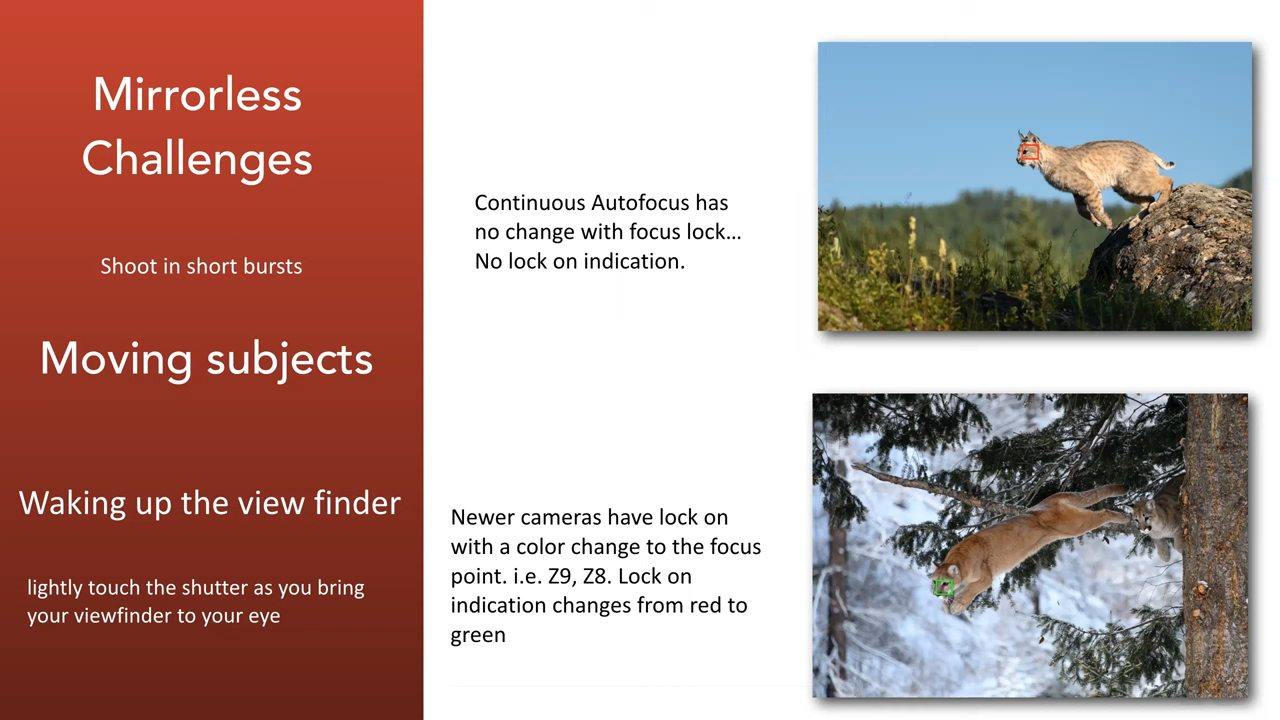 Mirrorless
Challenges
Shoot in short bursts
Moving subjects
Waking up the view finder
lightly touch the shutter as you bring
your viewfinder to your eye
Continuous Autofocus has
no change with focus lock…
No lock on indication.
Newer cameras have lock on
with a color change to the focus
point. i.e. Z9, Z8. Lock on
indication changes from red to
green